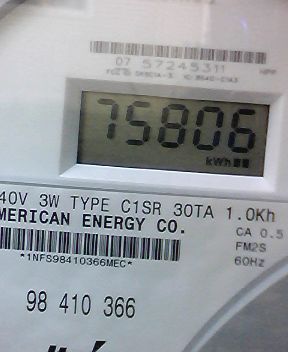 07 57245311
75806
kWh
40V 3W TYPE C1SR 30TA 1.0Kh
MERICAN ENERGY CO.
CA 0.5
FM2S
60Hz
*1NFS98410366MEC*
98 410 366